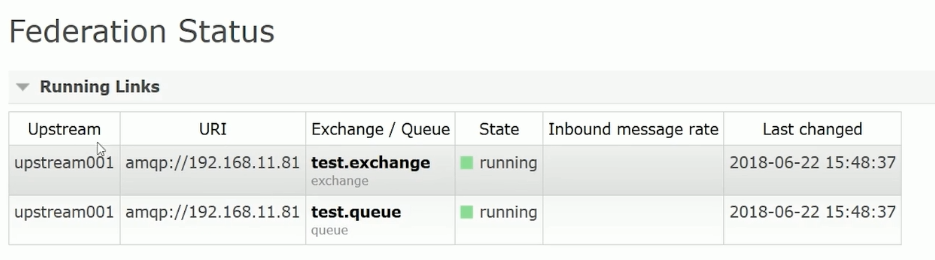 Federation Status
Running Links
Upstream URI Exchange / Queue State Inbound message rate Last changed
upstream001 amqp://192.168.11.81 test.exchange running 2018-06-22 15:48:37
exchange
upstream001 amqp://192.168.11.81 test.queue running 2018-06-22 15:48:37
queue